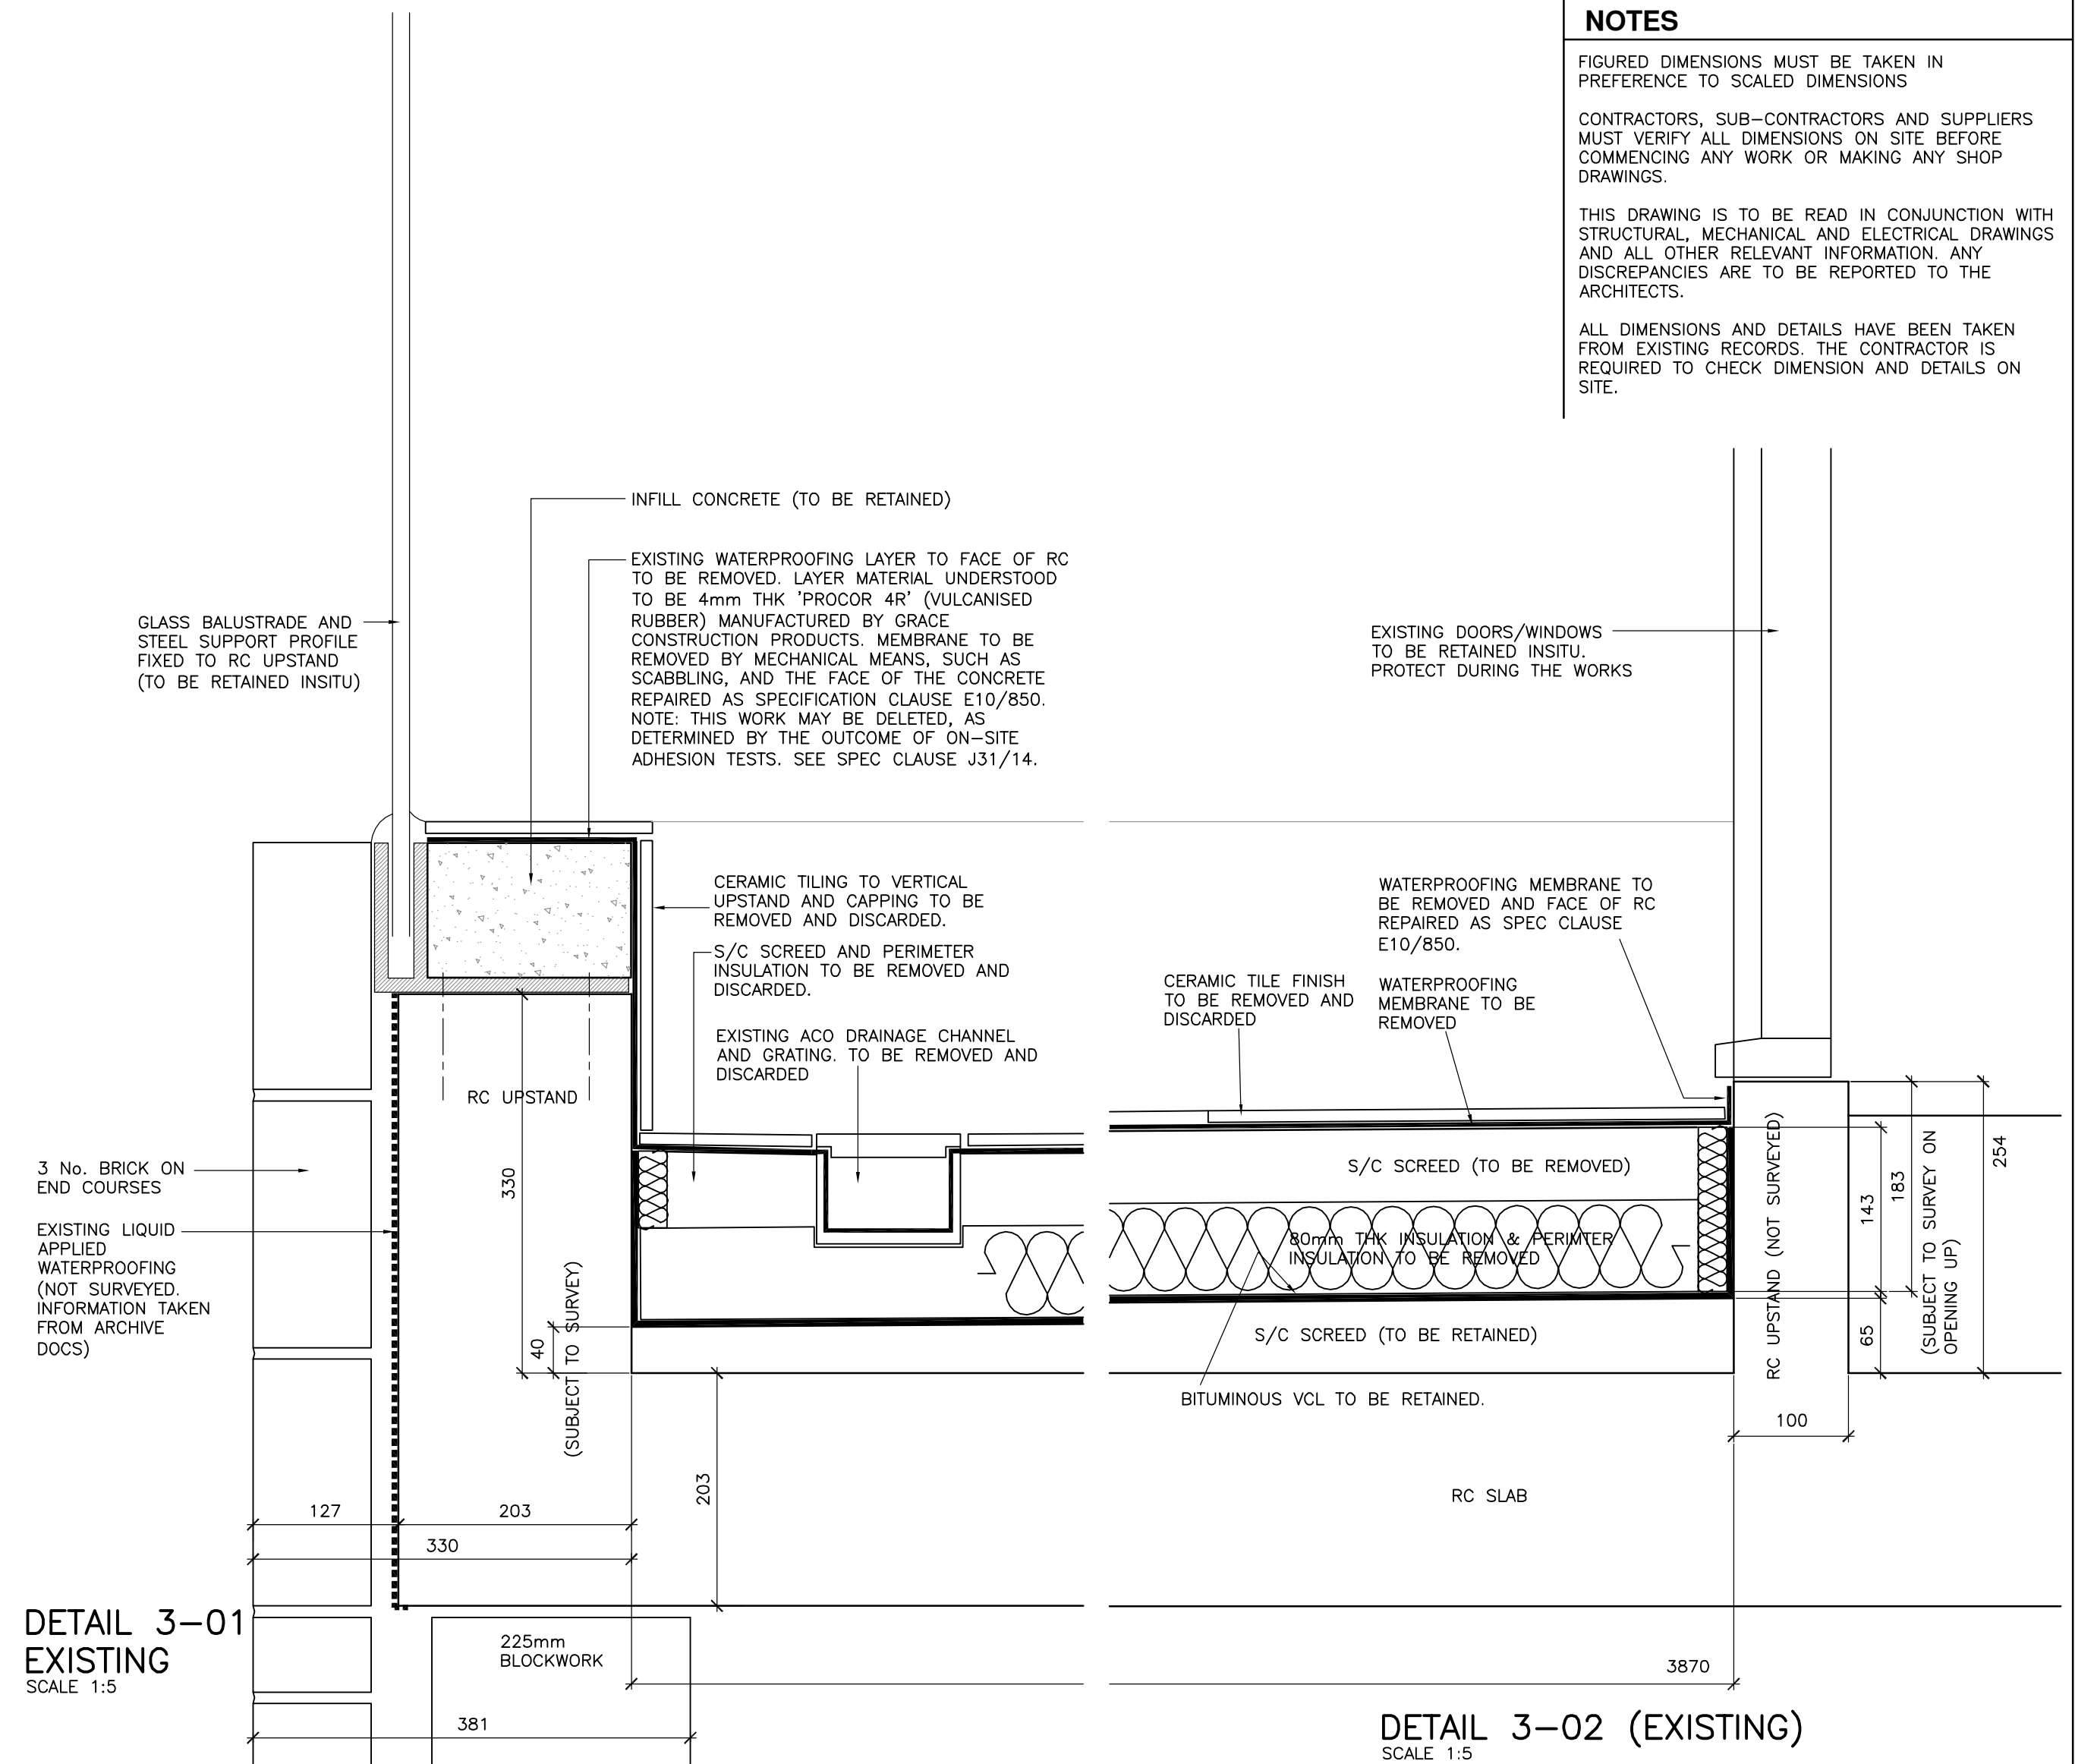 NOTES
FIGURED DIMENSIONS MUST BE TAKEN IN
PREFERENCE TO SCALED DIMENSIONS
CONTRACTORS, SUB-CONTRACTORS AND SUPPLIERS
MUST VERIFY ALL DIMENSIONS ON SITE BEFORE
COMMENCING ANY WORK OR MAKING ANY SHOP
DRAWINGS.
THIS DRAWING IS TO BE READ IN CONJUNCTION WITH
STRUCTURAL, MECHANICAL AND ELECTRICAL DRAWINGS
AND ALL OTHER RELEVANT INFORMATION. ANY
DISCREPANCIES ARE TO BE REPORTED TO THE
ARCHITECTS.
ALL DIMENSIONS AND DETAILS HAVE BEEN TAKEN
FROM EXISTING RECORDS. THE CONTRACTOR IS
REQUIRED TO CHECK DIMENSION AND DETAILS ON
SITE.
INFILL CONCRETE (TO BE RETAINED)
EXISTING WATERPROOFING LAYER TO FACE OF RC
TO BE REMOVED. LAYER MATERIAL UNDERSTOOD
TO BE 4mm THK 'PROCOR 4R' (VULCANISED
RUBBER) MANUFACTURED BY GRACE
CONSTRUCTION PRODUCTS. MEMBRANE TO BE
REMOVED BY MECHANICAL MEANS, SUCH AS
SCABBLING, AND THE FACE OF THE CONCRETE
REPAIRED AS SPECIFICATION CLAUSE E10/850.
NOTE: THIS WORK MAY BE DELETED, AS
DETERMINED BY THE OUTCOME OF ON-SITE
ADHESION TESTS. SEE SPEC CLAUSE J31/14.
GLASS BALUSTRADE AND
STEEL SUPPORT PROFILE
FIXED TO RC UPSTAND
(TO BE RETAINED INSITU)
EXISTING DOORS/WINDOWS
TO BE RETAINED INSITU.
PROTECT DURING THE WORKS
CERAMIC TILING TO VERTICAL
UPSTAND AND CAPPING TO BE
REMOVED AND DISCARDED.
S/C SCREED AND PERIMETER
INSULATION TO BE REMOVED AND
DISCARDED.
EXISTING ACO DRAINAGE CHANNEL
AND GRATING. TO BE REMOVED AND
DISCARDED
WATERPROOFING MEMBRANE TO
BE REMOVED AND FACE OF RC
REPAIRED AS SPEC CLAUSE
E10/850.
CERAMIC TILE FINISH
TO BE REMOVED AND
DISCARDED
WATERPROOFING
MEMBRANE TO BE
REMOVED
RC UPSTAND
3 No. BRICK ON
END COURSES
EXISTING LIQUID
APPLIED
WATERPROOFING
(NOT SURVEYED.
INFORMATION TAKEN
FROM ARCHIVE
DOCS)
330
40
(SUBJECT TO SURVEY)
203
S/C SCREED (TO BE REMOVED)
80mm THK INSULATION & PERIMTER
INSULATION TO BE REMOVED
S/C SCREED (TO BE RETAINED)
BITUMINOUS VCL TO BE RETAINED.
RC UPSTAND (NOT SURVEYED)
143
65
183
(SUBJECT TO SURVEY ON
OPENING UP)
254
100
RC SLAB
127
203
330
DETAIL 3-01
EXISTING
SCALE 1:5
225mm
BLOCKWORK
381
3870
DETAIL 3-02 (EXISTING)
SCALE 1:5